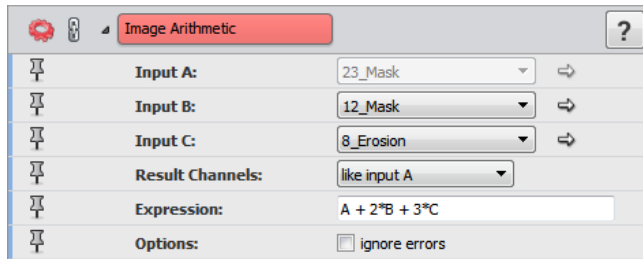 Image Arithmetic ?
Input A: 23_Mask
Input B: 12_Mask
Input C: 8_Erosion
Result Channels: like input A
Expression: A + 2*B + 3*C
Options: ignore errors